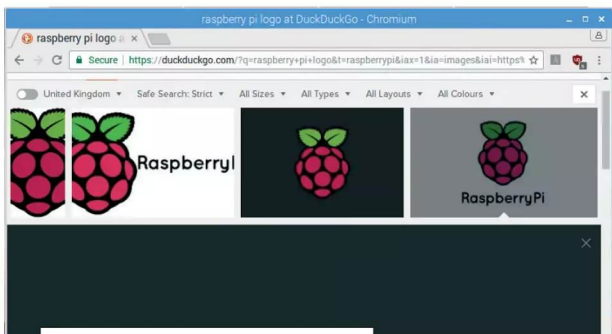 raspberry pi logo at DuckDuckGo - Chromium
raspberry pi logo a
Secure | https://duckduckgo.com/?q=raspberry+pi+logo&t=raspberrypi&iax=1&ia=images&iai=https%
United Kingdom Safe Search: Strict All Sizes All Types All Layouts All Colours
Raspberry
RaspberryPi